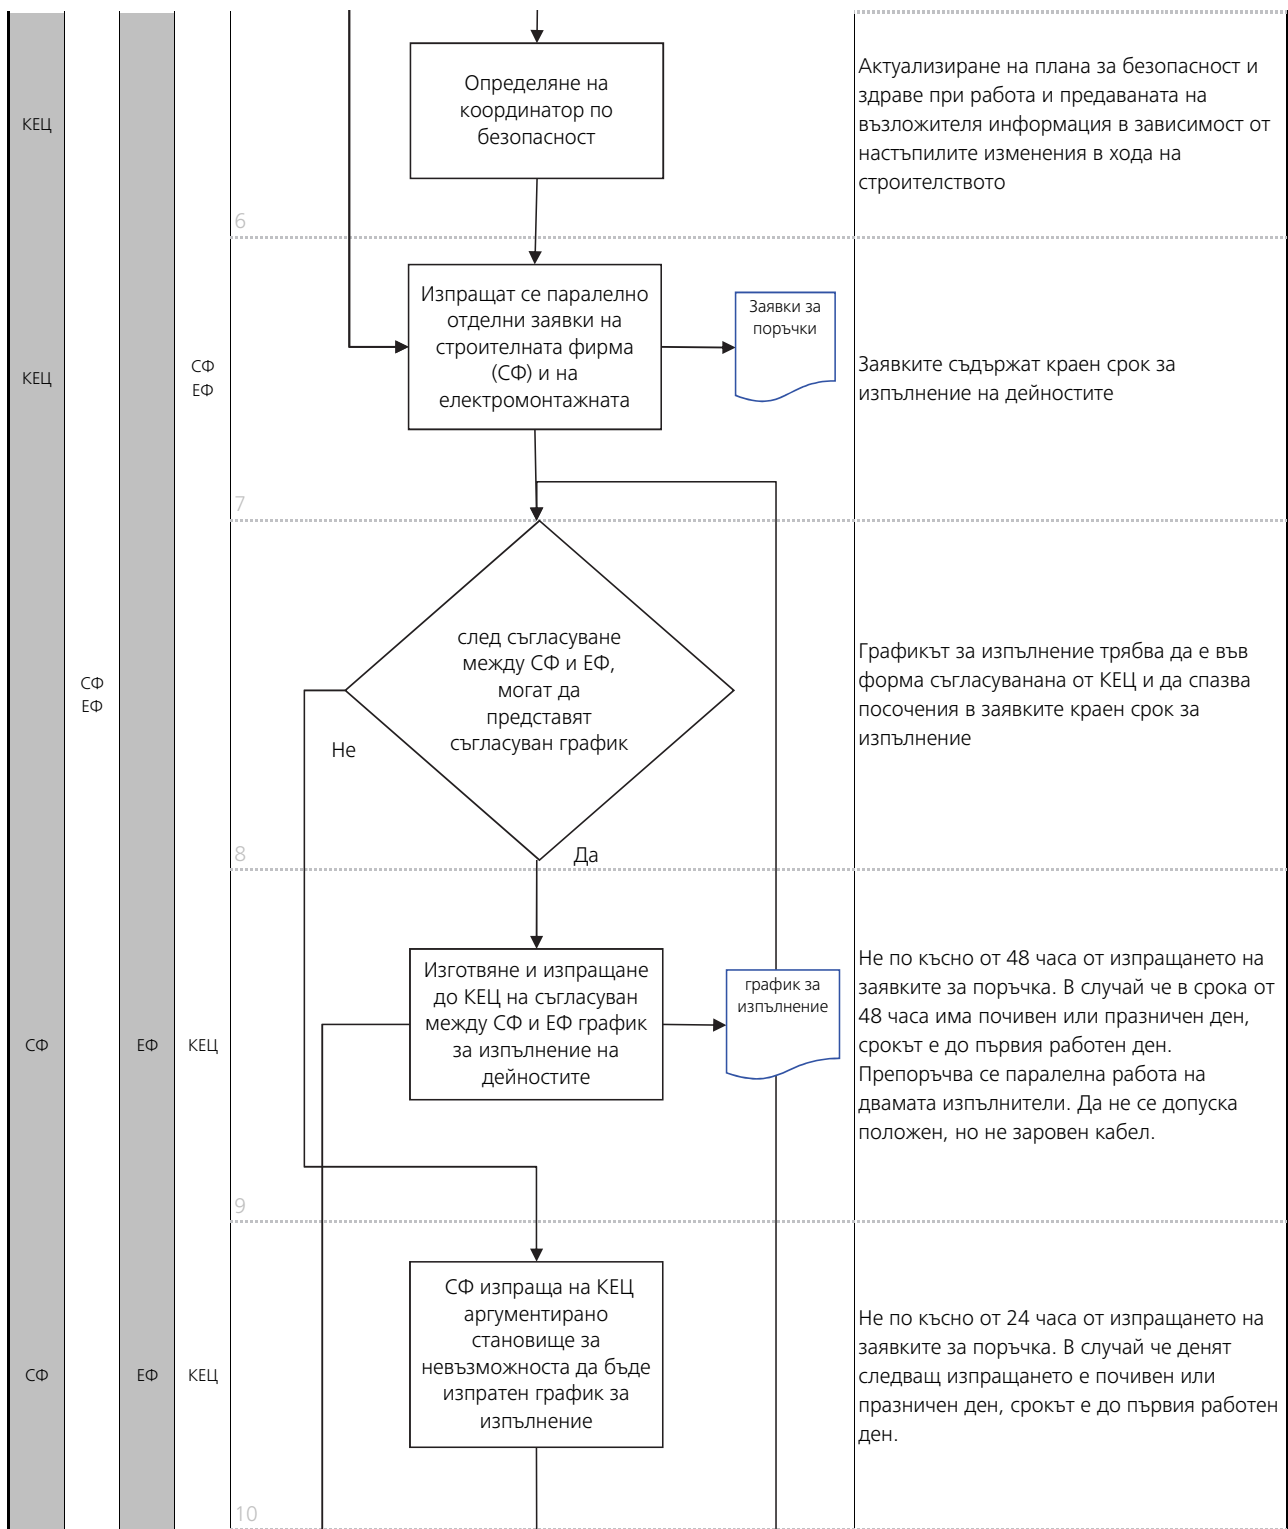 КЕЦ
Определяне на
координатор по
безопасност
Актуализиране на плана за безопасност и
здраве при работа и предаваната на
възложителя информация в зависимост от
настъпилите изменения в хода на
строителството
6
КЕЦ
СФ
ЕФ
Изпращат се паралелно
отделни заявки на
строителната фирма
(СФ) и на
електромонтажната
Заявки за
поръчки
Заявките съдържат краен срок за
изпълнение на дейностите
7
СФ
ЕФ
след съгласуване
между СФ и ЕФ,
могат да
представят
съгласуван график
Не
Да
Графикът за изпълнение трябва да е във
форма съгласуванана от КЕЦ и да спазва
посочения в заявките краен срок за
изпълнение
8
СФ
ЕФ
КЕЦ
Изготвяне и изпращане
до КЕЦ на съгласуван
между СФ и ЕФ график
за изпълнение на
дейностите
график за
изпълнение
Не по късно от 48 часа от изпращането на
заявките за поръчка. В случай че в срока от
48 часа има почивен или празничен ден,
срокът е до първия работен ден.
Препоръчва се паралелна работа на
двамата изпълнители. Да не се допуска
положен, но не заровен кабел.
9
СФ
ЕФ
КЕЦ
СФ изпраща на КЕЦ
аргументирано
становище за
невъзможноста да бъде
изпратен график за
изпълнение
Не по късно от 24 часа от изпращането на
заявките за поръчка. В случай че денят
следващ изпращането е почивен или
празничен ден, срокът е до първия работен
ден.
10